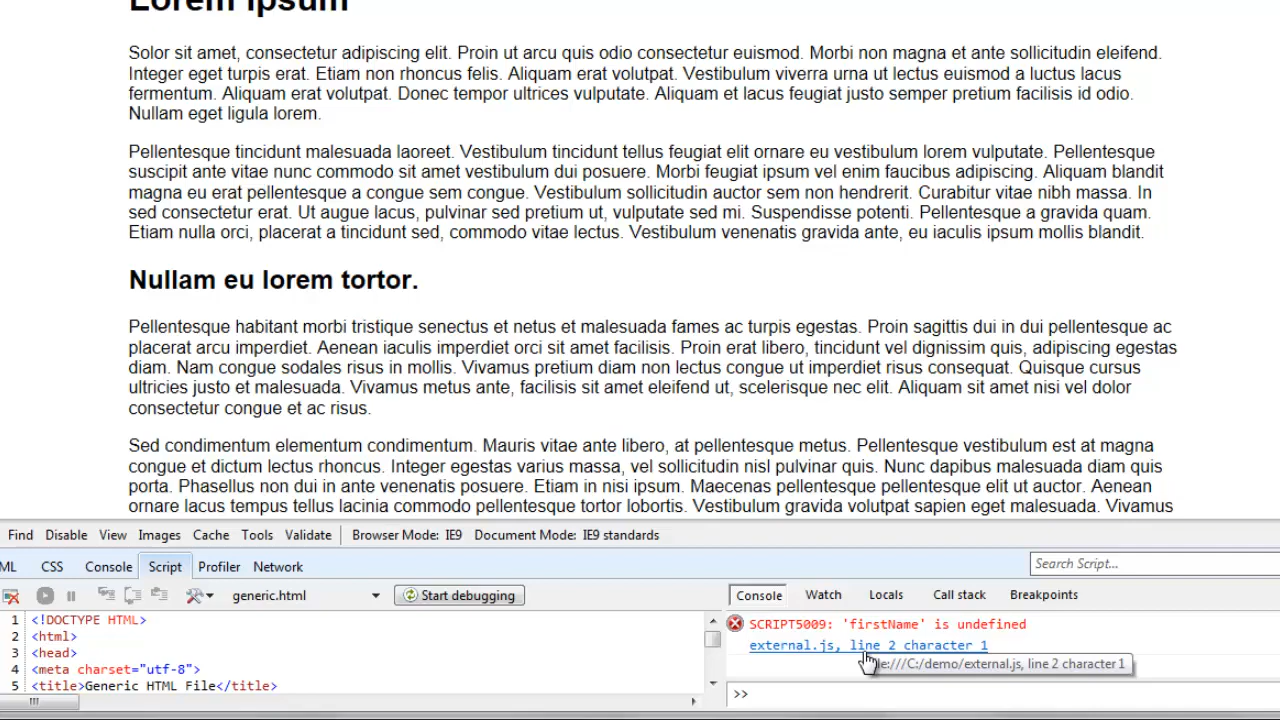 Lorem Ipsum
Solor sit amet, consectetur adipiscing elit. Proin ut arcu quis odio consectetur euismod. Morbi non magna et ante sollicitudin eleifend.
Integer eget turpis erat. Etiam non rhoncus felis. Aliquam erat volutpat. Vestibulum viverra urna ut lectus euismod a luctus lacus
fermentum. Aliquam erat volutpat. Donec tempor ultrices vulputate. Aliquam et lacus feugiat justo semper pretium facilisis id odio.
Nullam eget ligula lorem.
Pellentesque tincidunt malesuada laoreet. Vestibulum tincidunt tellus feugiat elit ornare eu vestibulum lorem vulputate. Pellentesque
suscipit ante vitae nunc commodo sit amet vestibulum dui posuere. Morbi feugiat ipsum vel enim faucibus adipiscing. Aliquam blandit
magna eu erat pellentesque a congue sem congue. Vestibulum sollicitudin auctor sem non hendrerit. Curabitur vitae nibh massa. In
sed consectetur erat. Ut augue lacus, pulvinar sed pretium ut, vulputate sed mi. Suspendisse potenti. Pellentesque a gravida quam.
Etiam nulla orci, placerat a tincidunt sed, commodo vitae lectus. Vestibulum venenatis gravida ante, eu iaculis ipsum mollis blandit.
Nullam eu lorem tortor.
Pellentesque habitant morbi tristique senectus et netus et malesuada fames ac turpis egestas. Proin sagittis dui in dui pellentesque ac
placerat arcu imperdiet. Aenean iaculis imperdiet orci sit amet facilisis. Proin erat libero, tincidunt vel dignissim quis, adipiscing egestas
diam. Nam congue sodales risus in mollis. Vivamus pretium diam non lectus congue ut imperdiet risus consequat. Quisque cursus
ultricies justo et malesuada. Vivamus metus ante, facilisis sit amet eleifend ut, scelerisque nec elit. Aliquam sit amet nisi vel dolor
consectetur congue et ac risus.
Sed condimentum elementum condimentum. Mauris vitae ante libero, at pellentesque metus. Pellentesque vestibulum est at magna
congue et dictum lectus rhoncus. Integer egestas varius massa, vel sollicitudin nisl pulvinar quis. Nunc dapibus malesuada diam quis
porta. Phasellus non dui in ante venenatis posuere. Etiam in nisi ipsum. Maecenas pellentesque pellentesque elit ut auctor. Aenean
ornare lacus tempus tellus lacinia commodo pellentesque tortor lobortis. Vestibulum gravida volutpat sapien eget malesuada. Vivamus
Find Disable View Images Cache Tools Validate Browser Mode: IE9 Document Mode: IE9 standards
ML CSS Console Script Profiler Network Search Script...
generic.html Start debugging Console Watch Locals Call stack Breakpoints
1 <!DOCTYPE HTML>
2 <html>
3 <head>
4 <meta charset="utf-8">
5 <title>Generic HTML File</title>
SCRIPT5009: 'firstName' is undefined
external.js, line 2 character 1
le:///C:/demo/external.js, line 2 character 1
>>